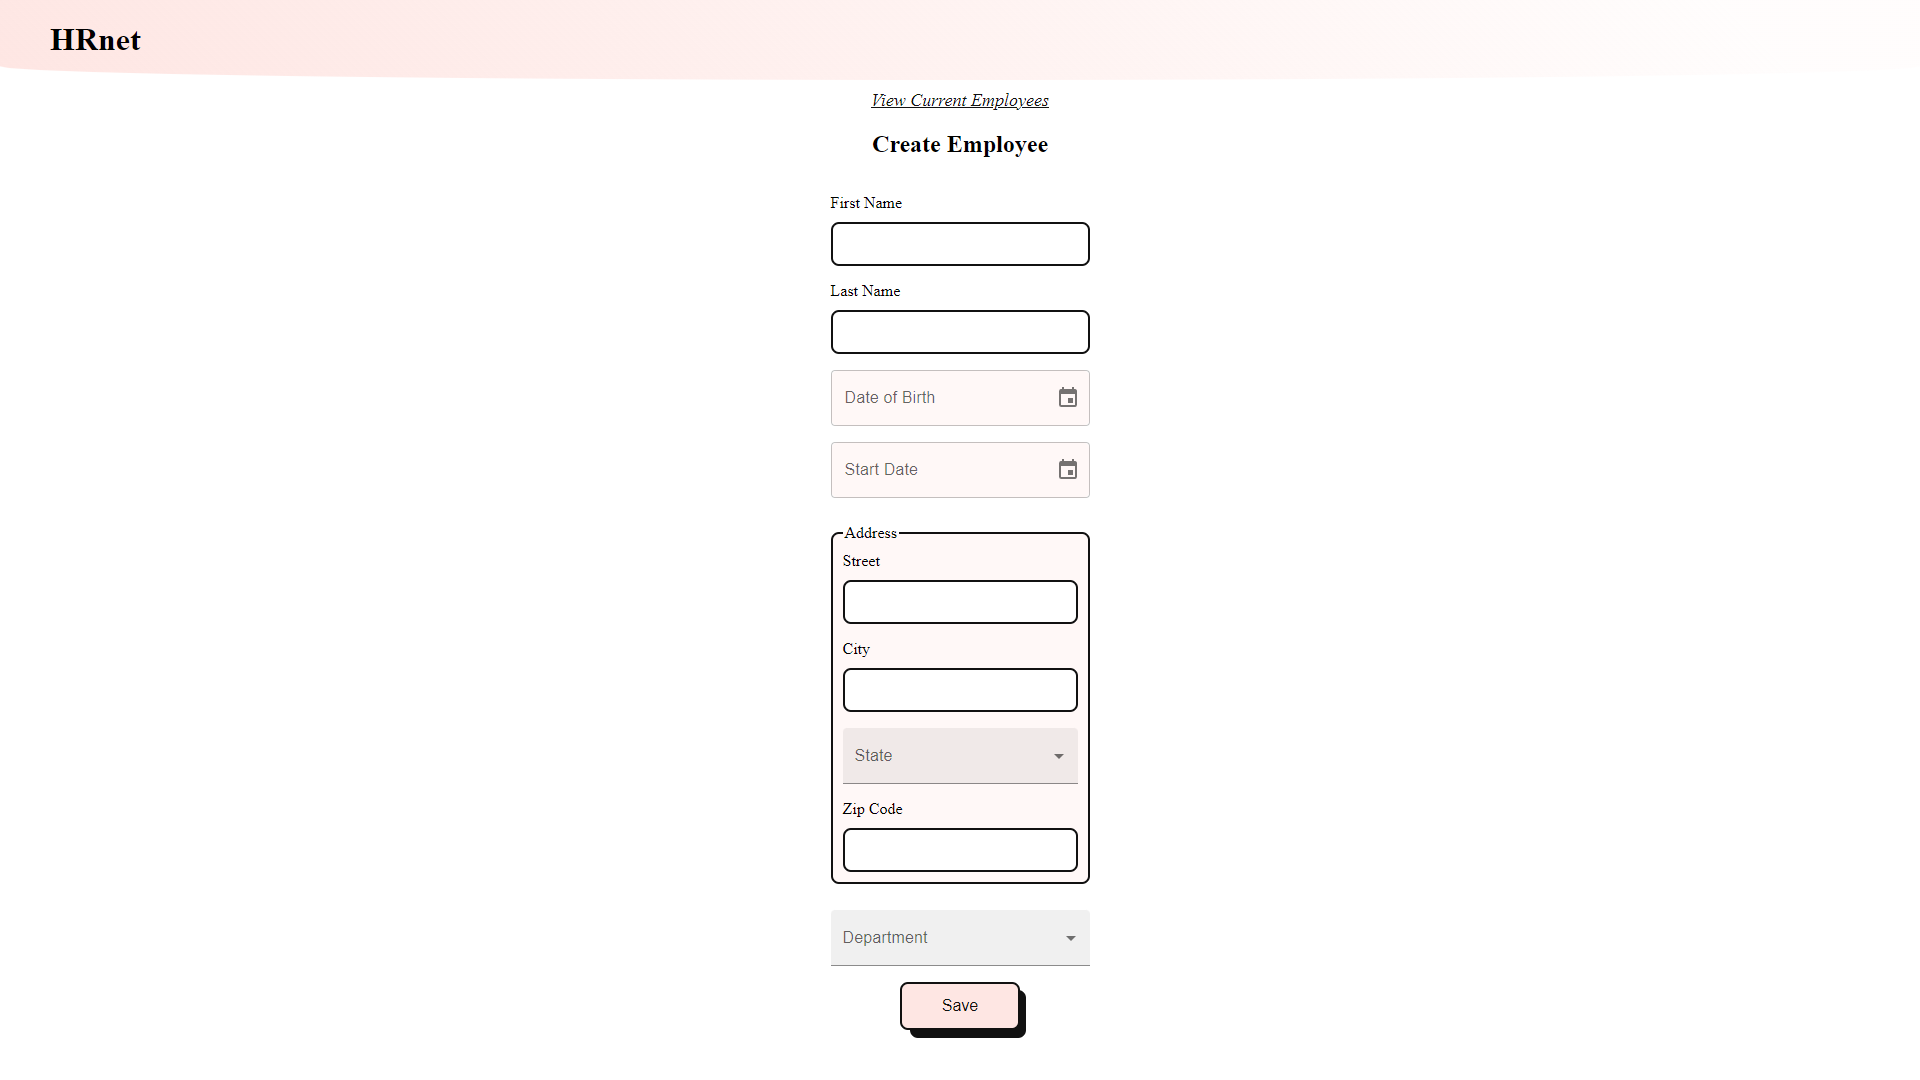 HRnet
View Current Employees
Create Employee
First Name
Last Name
Date of Birth
Start Date
Address
Street
City
State
Zip Code
Department
Save